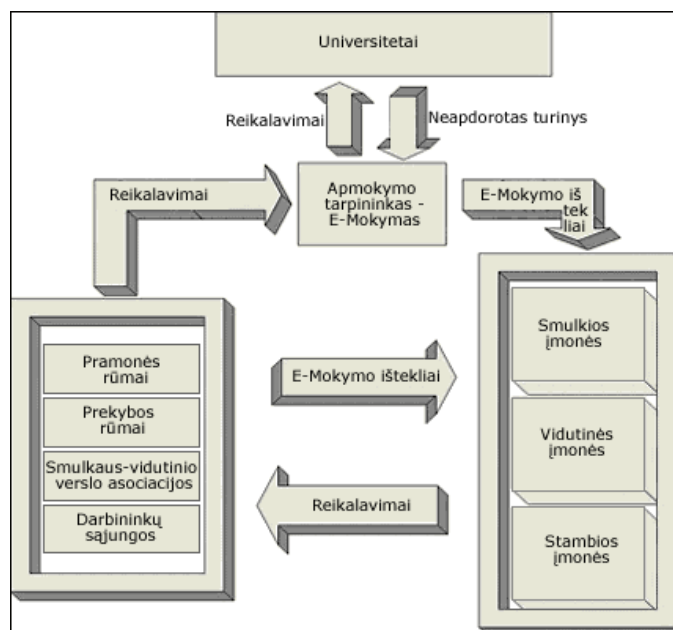 Universitetai
Reikalavimai
Neapdorotas turinys
Reikalavimai
Apmokymo
tarpininkas -
E-Mokymas
E-Mokymo iš
tek
liai
Pramonės
rūmai
Prekybos
rūmai
Smulkaus-vidutinio
verslo asociacijos
Darbininkų
sąjungos
E-Mokymo ištekliai
Reikalavimai
Smulkios
įmonės
Vidutinės
įmonės
Stambios
įmonės